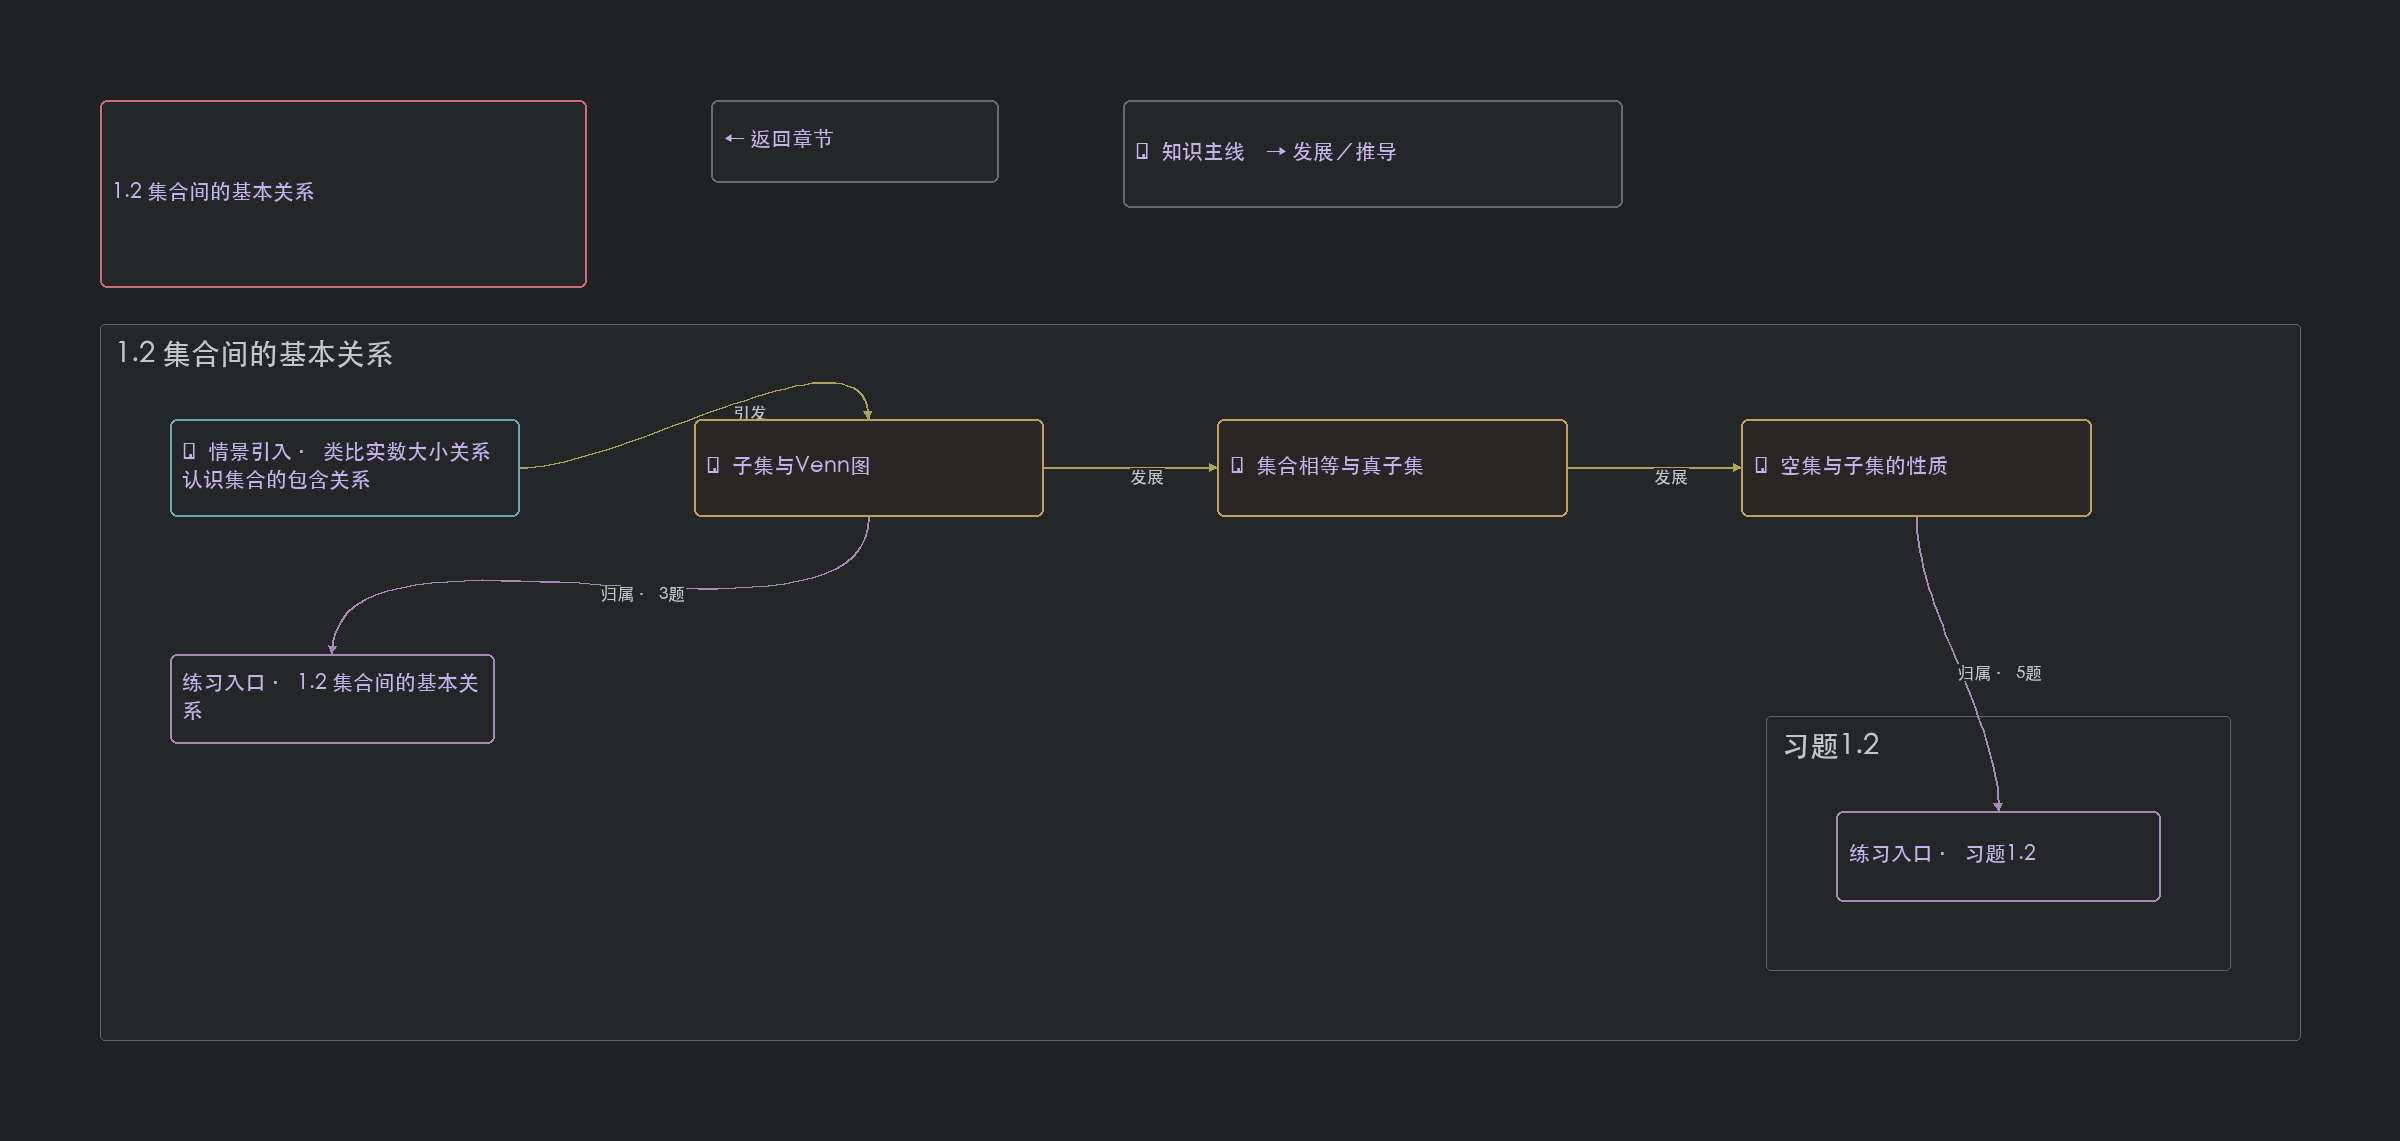 1.2 集合间的基本关系
← 返回章节
知识主线 → 发展／推导
1.2 集合间的基本关系
引发
情景引入· 类比实数大小关系
认识集合的包含关系
子集与Venn图
发展
集合相等与真子集
发展
空集与子集的性质
归属· 3题
练习入口· 1.2 集合间的基本关
系
归属· 5题
习题1.2
练习入口· 习题1.2